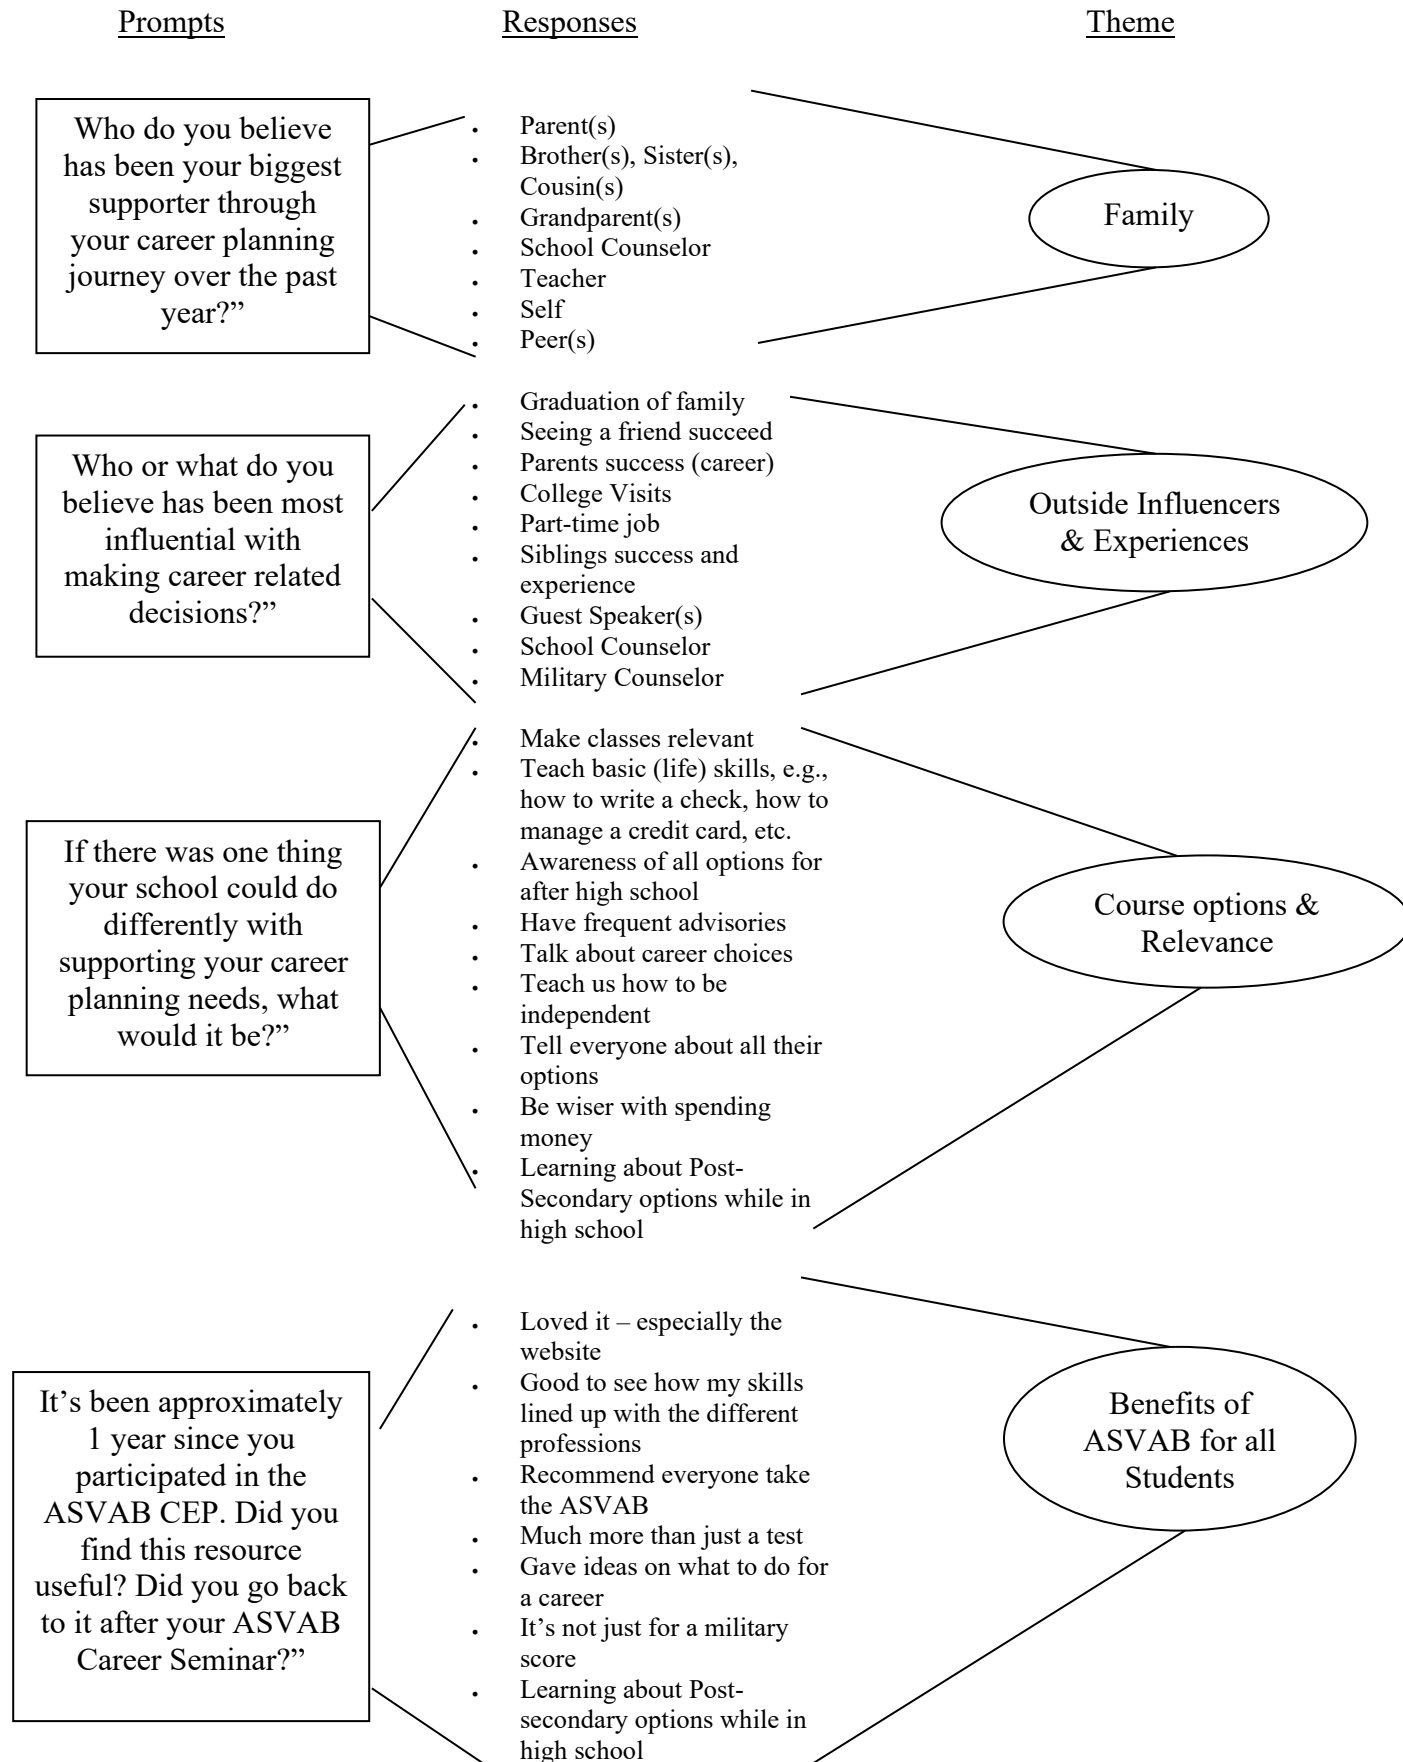 Prompts
Responses
Theme
Who do you believe
has been your biggest
supporter through
your career planning
journey over the past
year?”
• Parent(s)
• Brother(s), Sister(s),
Cousin(s)
• Grandparent(s)
• School Counselor
• Teacher
• Self
• Peer(s)
Family
Who or what do you
believe has been most
influential with
making career related
decisions?”
• Graduation of family
• Seeing a friend succeed
• Parents success (career)
• College Visits
• Part-time job
• Siblings success and
experience
• Guest Speaker(s)
• School Counselor
• Military Counselor
Outside Influencers
& Experiences
If there was one thing
your school could do
differently with
supporting your career
planning needs, what
would it be?”
• Make classes relevant
• Teach basic (life) skills, e.g.,
how to write a check, how to
manage a credit card, etc.
• Awareness of all options for
after high school
• Have frequent advisories
• Talk about career choices
• Teach us how to be
independent
• Tell everyone about all their
options
• Be wiser with spending
money
• Learning about Post-
Secondary options while in
high school
Course options &
Relevance
It’s been approximately
1 year since you
participated in the
ASVAB CEP. Did you
find this resource
useful? Did you go back
to it after your ASVAB
Career Seminar?”
• Loved it – especially the
website
• Good to see how my skills
lined up with the different
professions
• Recommend everyone take
the ASVAB
• Much more than just a test
• Gave ideas on what to do for
a career
• It’s not just for a military
score
• Learning about Post-
secondary options while in
high school
Benefits of
ASVAB for all
Students